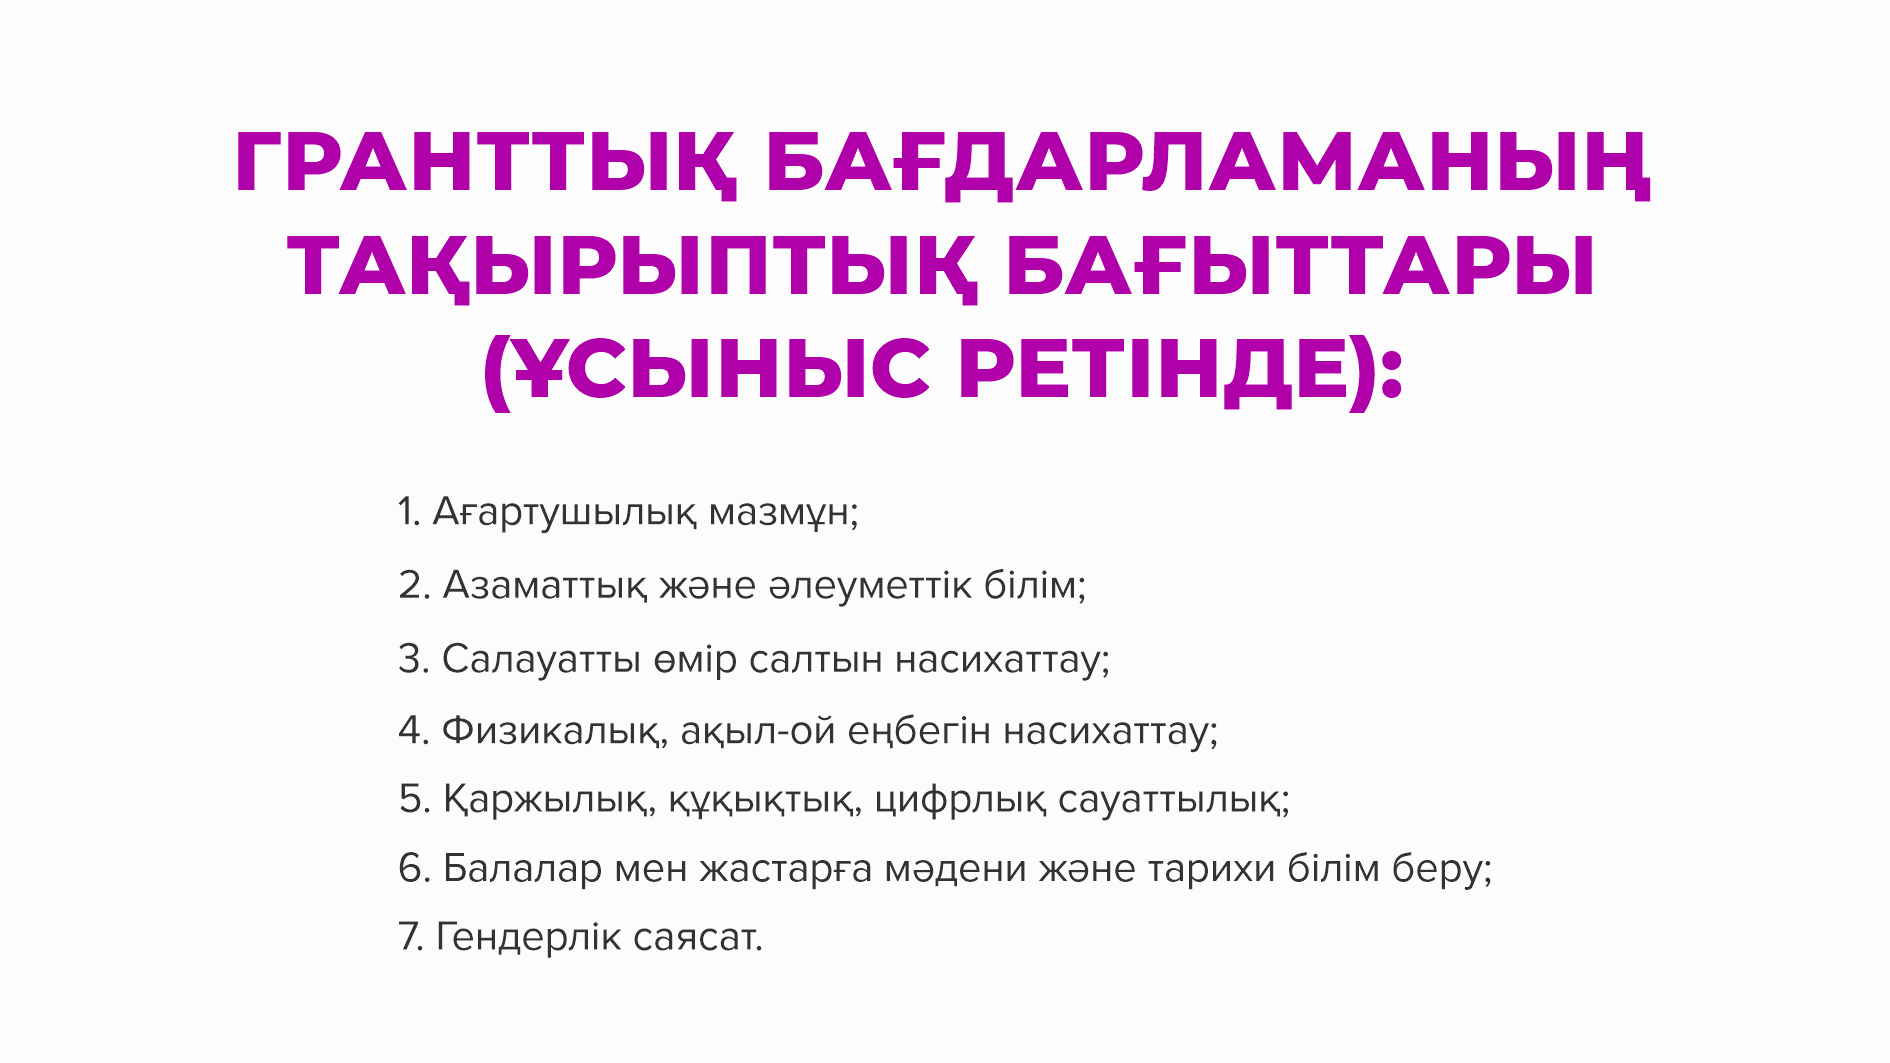 ГРАНТТЫҚ БАҒДАРЛАМАНЫҢ
ТАҚЫРЫПТЫҚ БАҒЫТТАРЫ
(ҰСЫНЫС РЕТІНДЕ):
1. Ағартушылық мазмұн;
2. Азаматтық және әлеуметтік білім;
3. Салауатты өмір салтын насихаттау;
4. Физикалық, ақыл-ой еңбегін насихаттау;
5. Қаржылық, құқықтық, цифрлық сауаттылық;
6. Балалар мен жастарға мәдени және тарихи білім беру;
7. Гендерлік саясат.